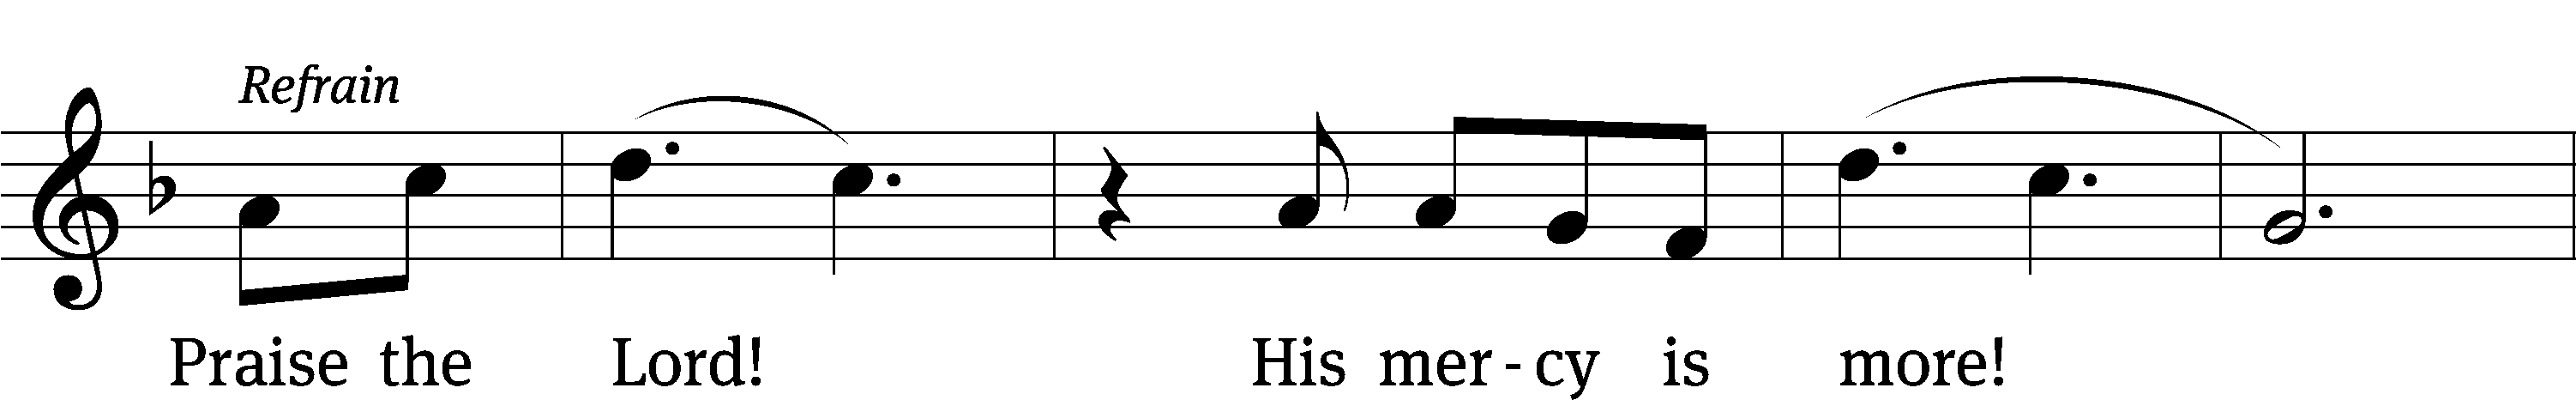 Refrain
Praise the Lord! His mer - cy is more!